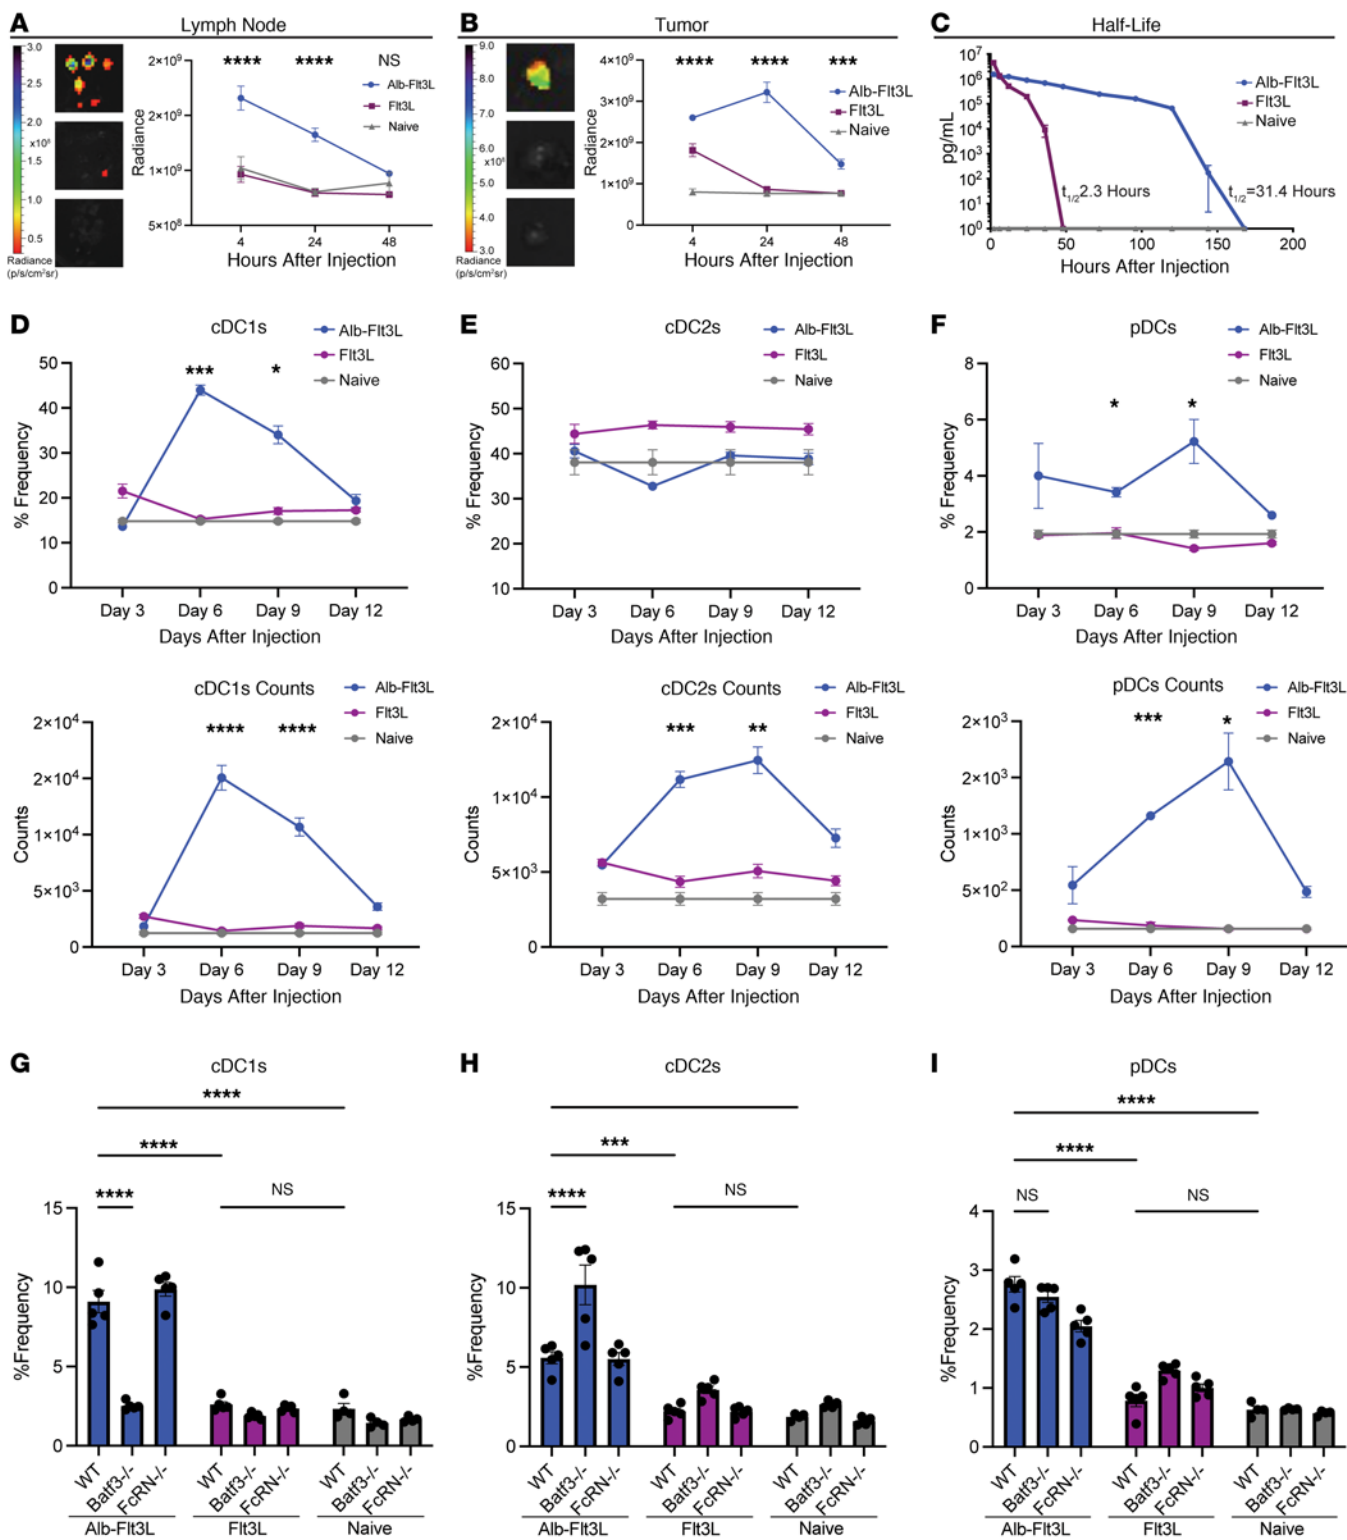 A Lymph Node
3.0
2.5
2.0
x10⁸
1.5
1.0
0.5
Radiance
(p/s/cm²sr)
Radiance
2×10⁹
2×10⁹
1×10⁹
5×10⁸
**** **** NS
Alb-Flt3L
Flt3L
Naive
4 24 48
Hours After Injection
B Tumor
9.0
8.0
7.0
x10⁸
6.0
5.0
4.0
3.0
Radiance
(p/s/cm²sr)
Radiance
4×10⁹
3×10⁹
2×10⁹
1×10⁹
0
**** **** ***
Alb-Flt3L
Flt3L
Naive
4 24 48
Hours After Injection
C Half-Life
pg/mL
10⁷
10⁶
10⁵
10⁴
10³
10²
10¹
10⁰
Alb-Flt3L
Flt3L
Naive
t1/2 2.3 Hours
t1/2=31.4 Hours
0 50 100 150 200
Hours After Injection
D cDC1s
Alb-Flt3L
Flt3L
Naive
% Frequency
50
40
30
20
10
0
*** *
Day 3 Day 6 Day 9 Day 12
Days After Injection
cDC1s Counts
Alb-Flt3L
Flt3L
Naive
Counts
2×10⁴
2×10⁴
1×10⁴
5×10³
0
**** ****
Day 3 Day 6 Day 9 Day 12
Days After Injection
E cDC2s
Alb-Flt3L
Flt3L
Naive
% Frequency
60
50
40
30
20
10
Day 3 Day 6 Day 9 Day 12
Days After Injection
cDC2s Counts
Alb-Flt3L
Flt3L
Naive
Counts
2×10⁴
1×10⁴
5×10³
0
*** **
Day 3 Day 6 Day 9 Day 12
Days After Injection
F pDCs
Alb-Flt3L
Flt3L
Naive
% Frequency
8
6
4
2
0
* *
Day 3 Day 6 Day 9 Day 12
Days After Injection
pDCs Counts
Alb-Flt3L
Flt3L
Naive
Counts
2×10³
2×10³
1×10³
5×10²
0
*** *
Day 3 Day 6 Day 9 Day 12
Days After Injection
G cDC1s
****
****
**** NS
%Frequency
15
10
5
0
WT Batf3-/- FcRN-/- WT Batf3-/- FcRN-/- WT Batf3-/- FcRN-/-
Alb-Flt3L Flt3L Naive
H cDC2s
***
**** NS
%Frequency
15
10
5
0
WT Batf3-/- FcRN-/- WT Batf3-/- FcRN-/- WT Batf3-/- FcRN-/-
Alb-Flt3L Flt3L Naive
I pDCs
****
****
NS NS
%Frequency
4
3
2
1
0
WT Batf3-/- FcRN-/- WT Batf3-/- FcRN-/- WT Batf3-/- FcRN-/-
Alb-Flt3L Flt3L Naive